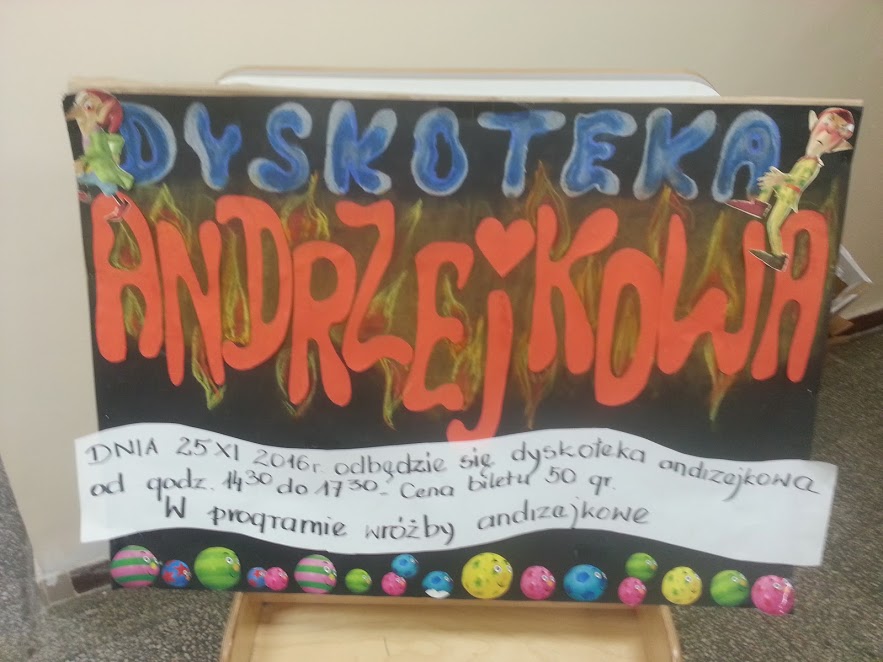 DYSKOTEKA
ANDRZEjKOWA
DNIA 25 XI 2016r. odbędzie się dyskoteka andrzejkowa
od godz. 14³⁰ do 17³⁰ - Cena biletu 50 gr.
W programie wróżby andrzejkowe